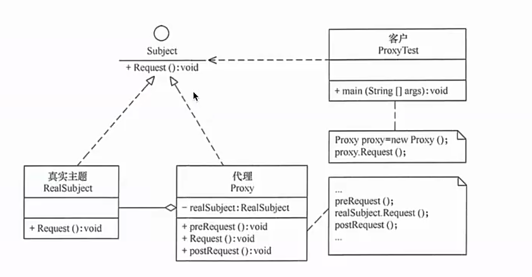 Subject
+ Request ():void
客户
ProxyTest
+ main (String [] args):void
Proxy proxy=new Proxy ();
proxy.Request ();
真实主题
RealSubject
+ Request ():void
代理
Proxy
- realSubject:RealSubject
+ preRequest ():void
+ Request ():void
+ postRequest ():void
...
preRequest ();
realSubject.Request ();
postRequest ();
...